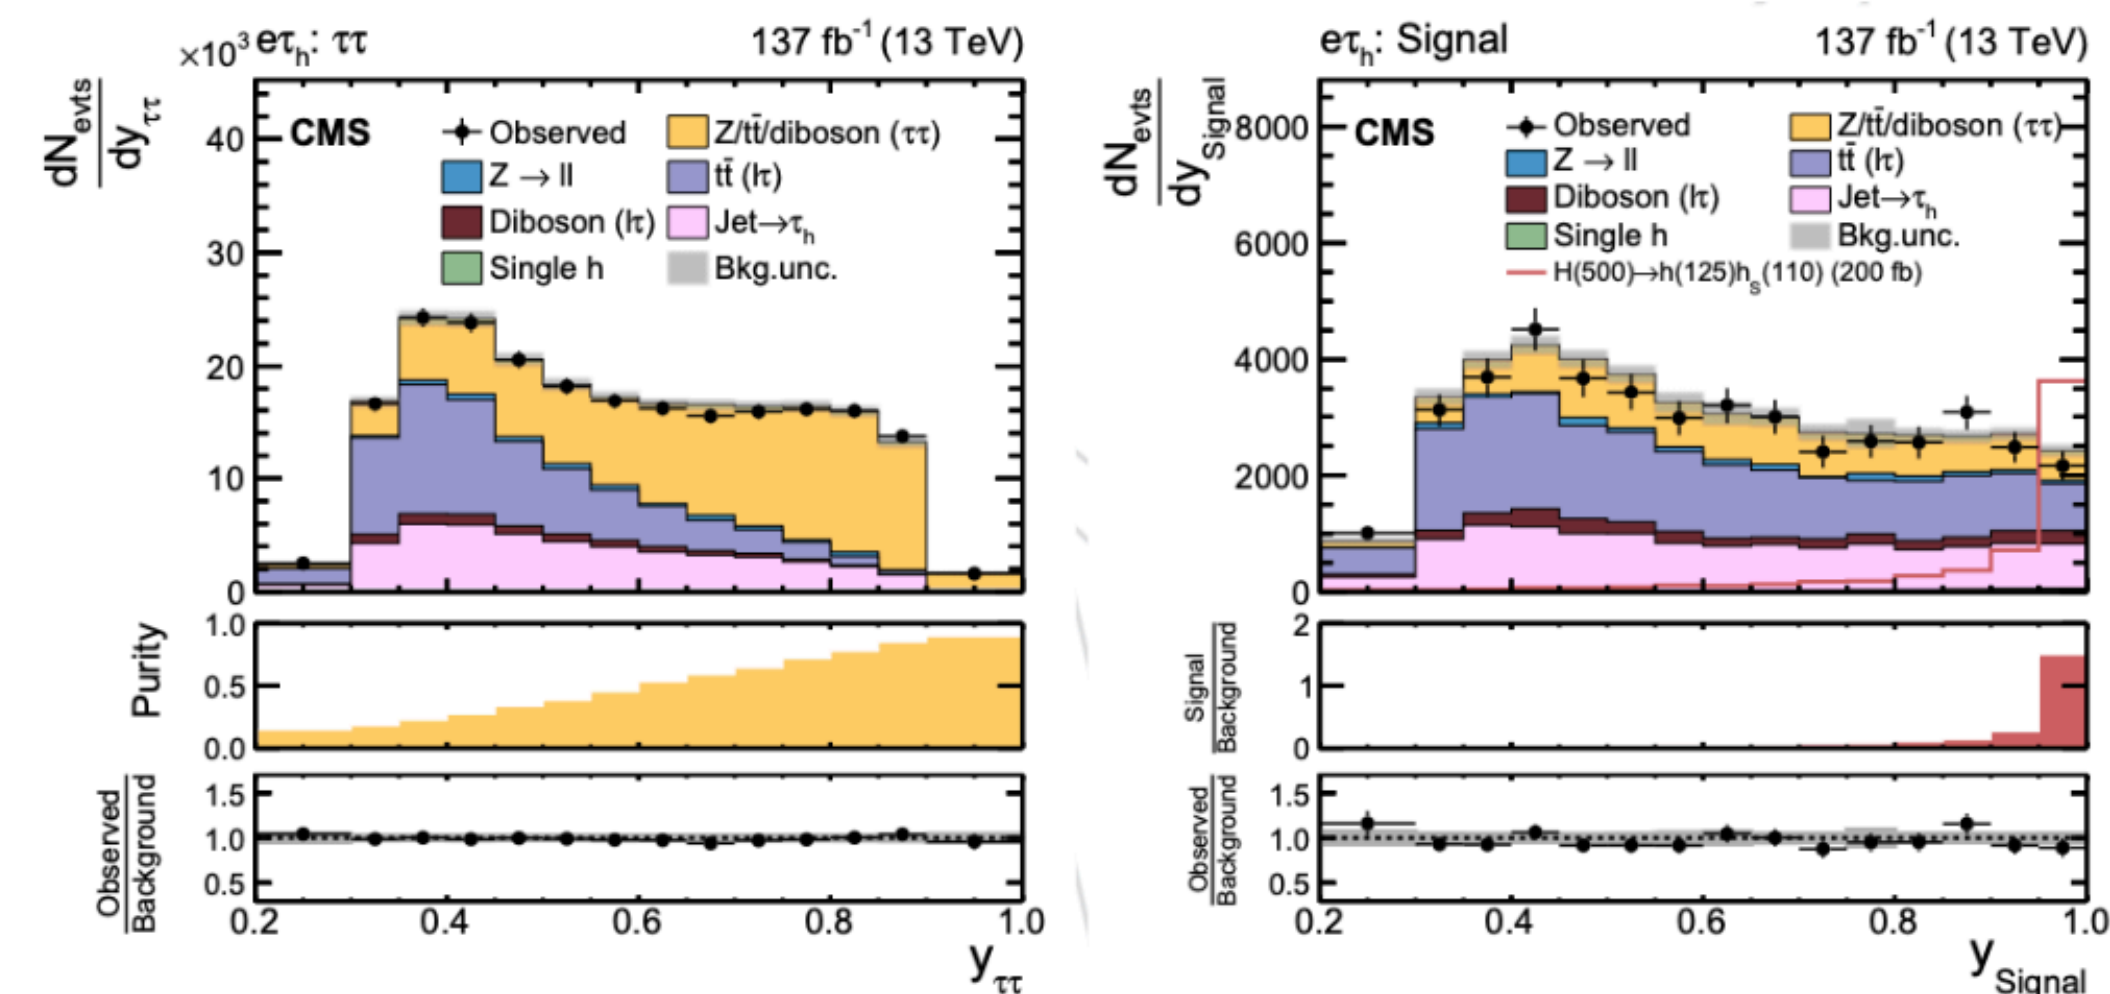 ×10³ eτh: ττ 137 fb⁻¹ (13 TeV)
dNevts
dyττ
CMS
Observed
Z/tt̄/diboson (ττ)
Z → ll
tt̄ (lτ)
Diboson (lτ)
Jet→τh
Single h
Bkg.unc.
40
30
20
10
0
Purity
1.0
0.5
0.0
Observed
Background
1.5
1.0
0.5
0.2 0.4 0.6 0.8 1.0
yττ
eτh: Signal 137 fb⁻¹ (13 TeV)
dNevts
dySignal
CMS
Observed
Z/tt̄/diboson (ττ)
Z → ll
tt̄ (lτ)
Diboson (lτ)
Jet→τh
Single h
Bkg.unc.
H(500)→h(125)hS(110) (200 fb)
8000
6000
4000
2000
0
Signal
Background
2
1
0
Observed
Background
1.5
1.0
0.5
0.2 0.4 0.6 0.8 1.0
ySignal